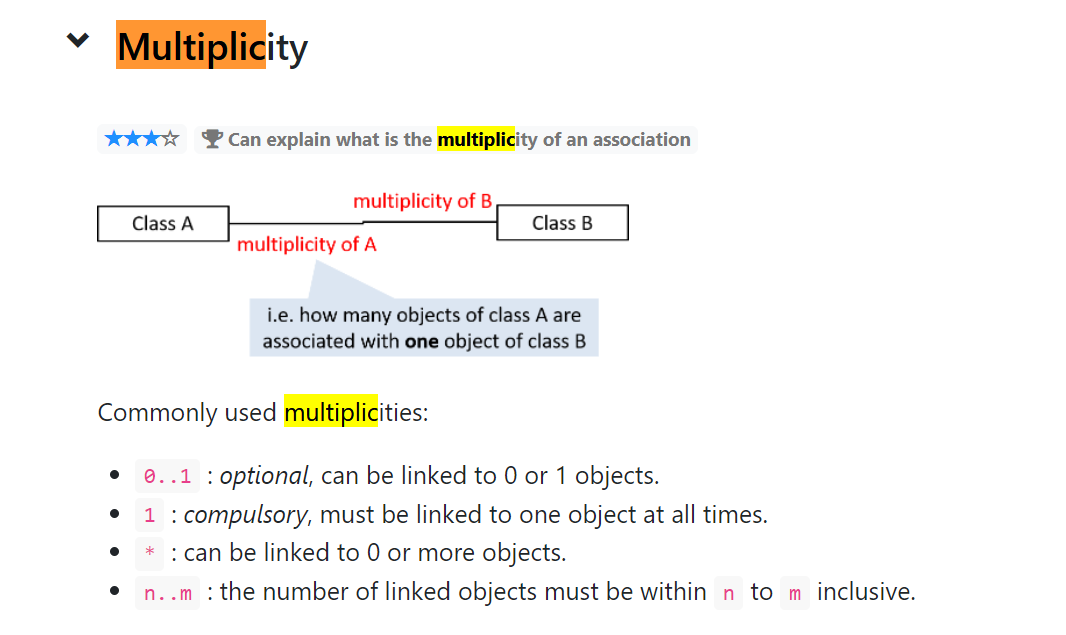 Multiplicity
★★★☆ 🏆 Can explain what is the multiplicity of an association
multiplicity of B
Class A
Class B
multiplicity of A
i.e. how many objects of class A are
associated with one object of class B
Commonly used multiplicities:
• 0..1 : optional, can be linked to 0 or 1 objects.
• 1 : compulsory, must be linked to one object at all times.
• * : can be linked to 0 or more objects.
• n..m : the number of linked objects must be within n to m inclusive.